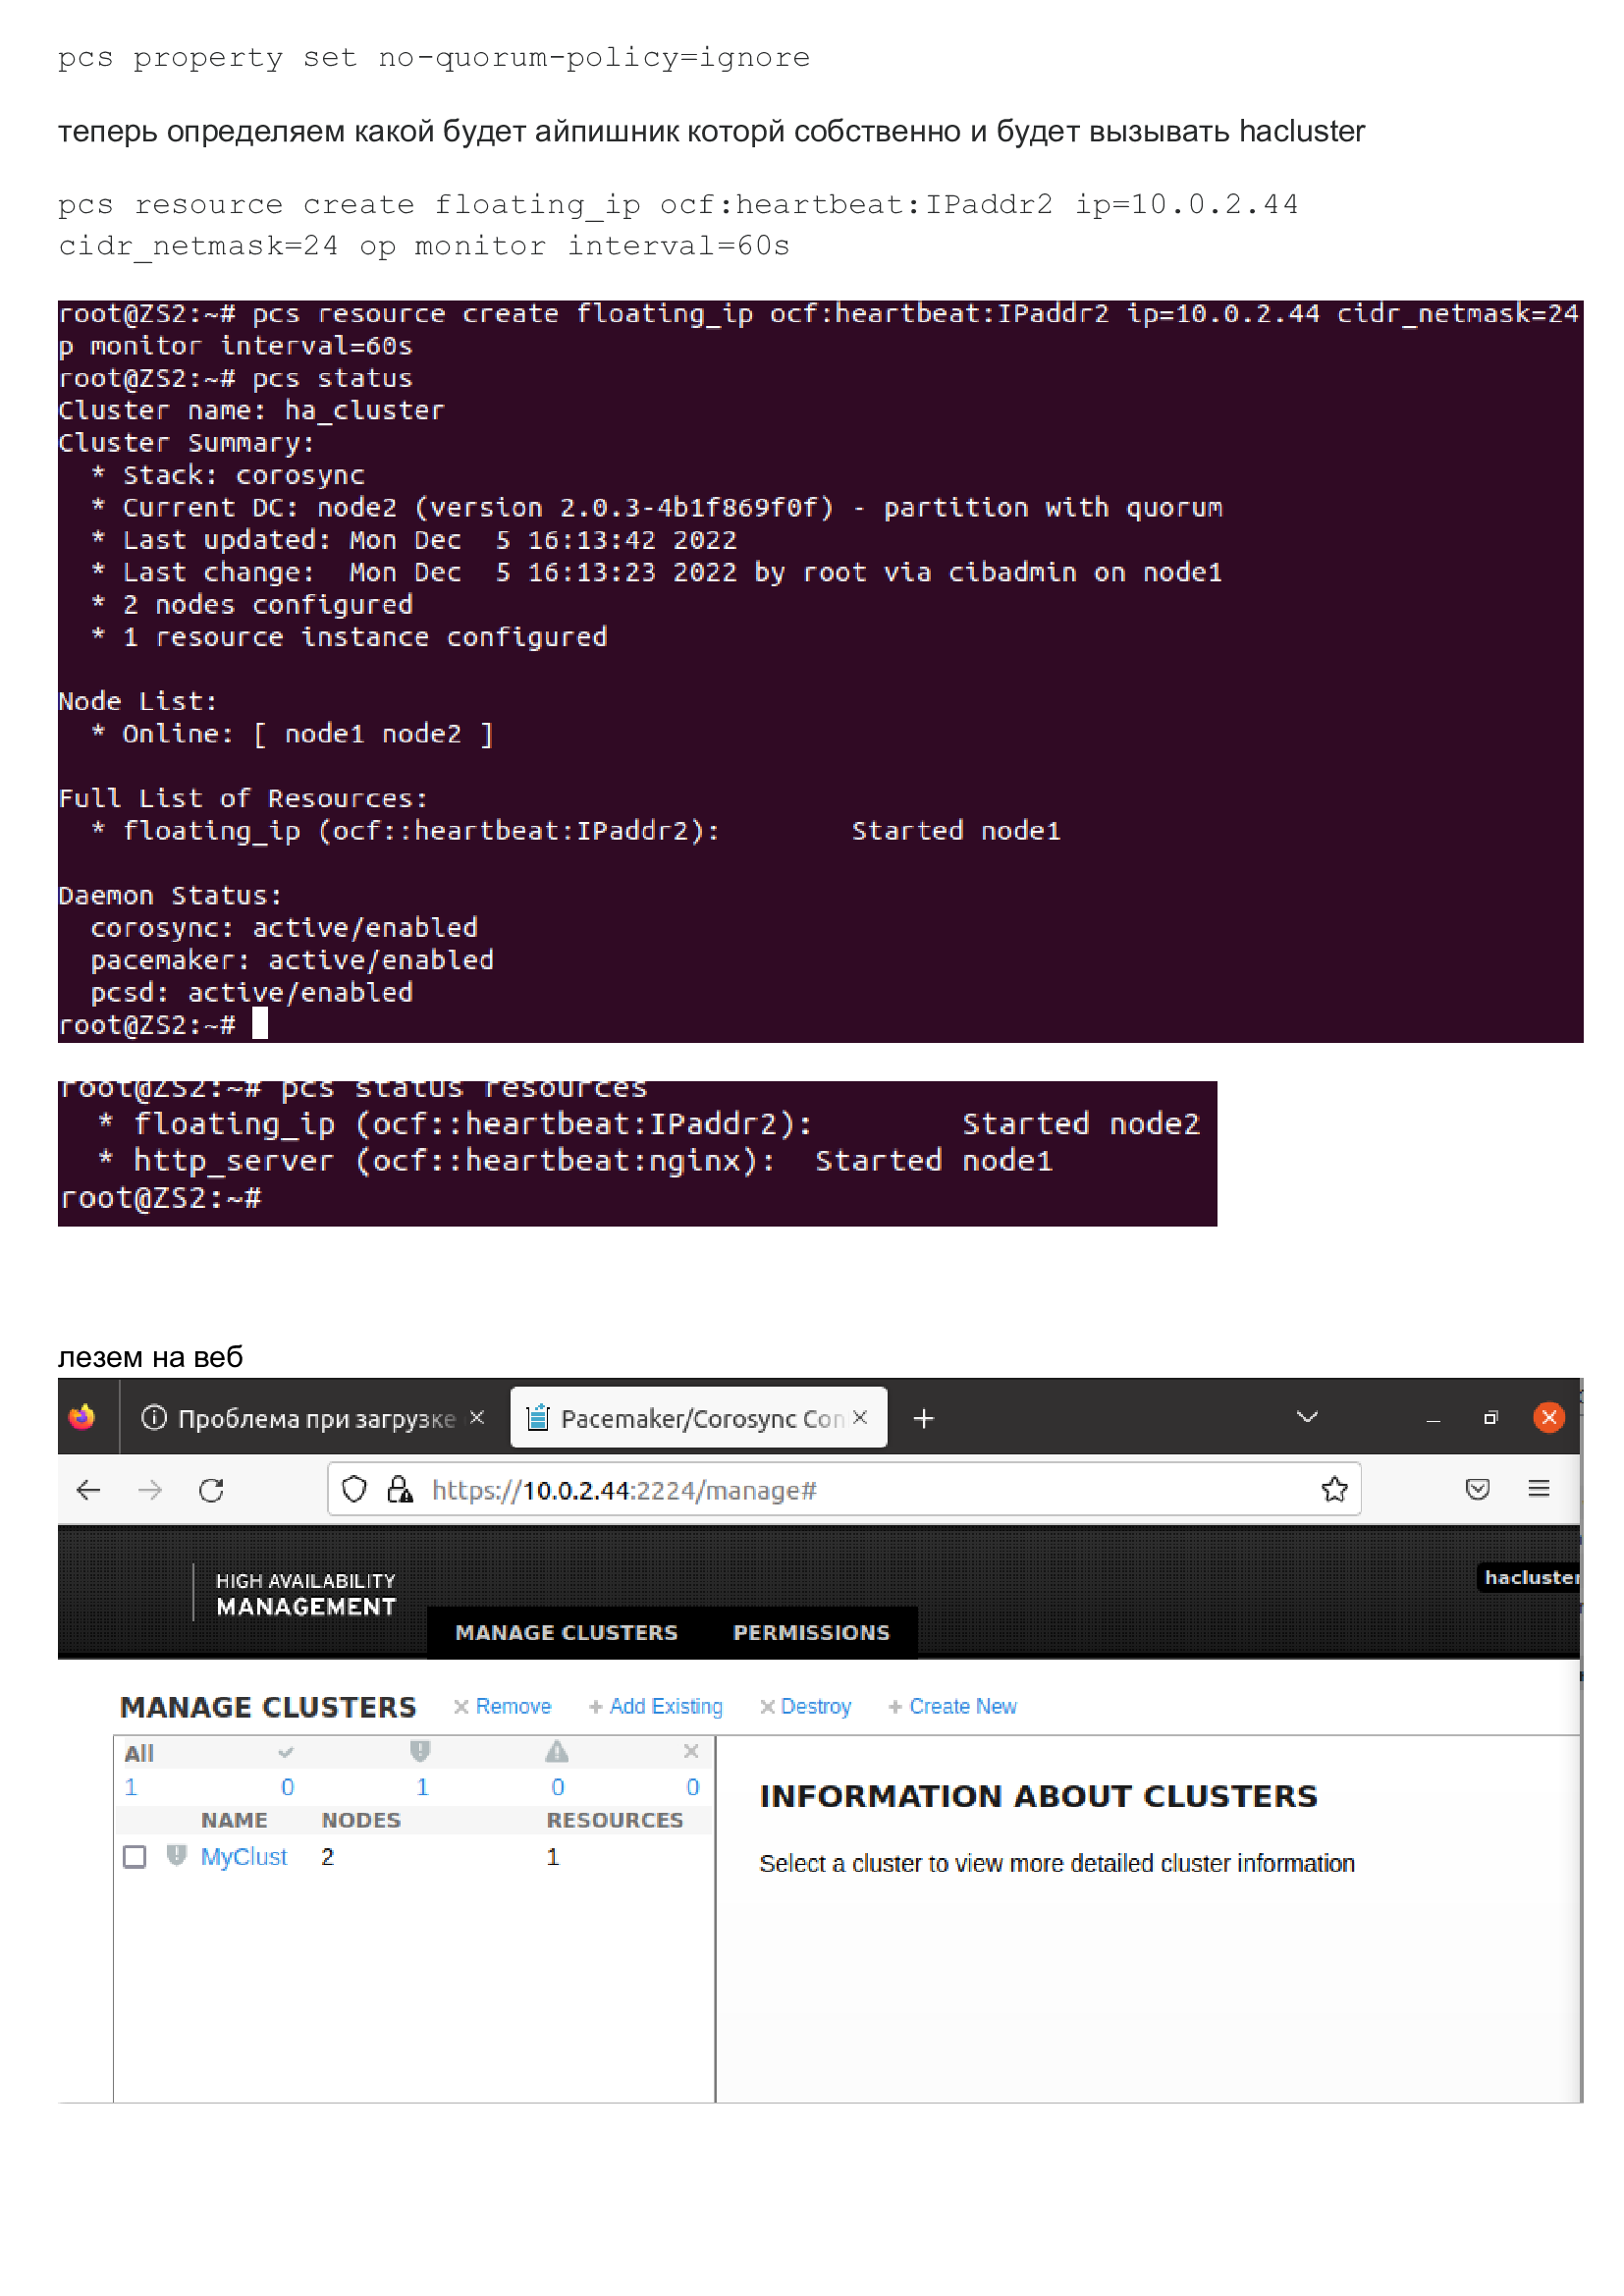 pcs property set no-quorum-policy=ignore
теперь определяем какой будет айпишник которй собственно и будет вызывать hacluster
pcs resource create floating_ip ocf:heartbeat:IPaddr2 ip=10.0.2.44
cidr_netmask=24 op monitor interval=60s
root@ZS2:~# pcs resource create floating_ip ocf:heartbeat:IPaddr2 ip=10.0.2.44 cidr_netmask=24
p monitor interval=60s
root@ZS2:~# pcs status
Cluster name: ha_cluster
Cluster Summary:
  * Stack: corosync
  * Current DC: node2 (version 2.0.3-4b1f869f0f) - partition with quorum
  * Last updated: Mon Dec  5 16:13:42 2022
  * Last change:  Mon Dec  5 16:13:23 2022 by root via cibadmin on node1
  * 2 nodes configured
  * 1 resource instance configured
Node List:
  * Online: [ node1 node2 ]
Full List of Resources:
  * floating_ip (ocf::heartbeat:IPaddr2):        Started node1
Daemon Status:
  corosync: active/enabled
  pacemaker: active/enabled
  pcsd: active/enabled
root@ZS2:~#
root@ZS2:~# pcs status resources
  * floating_ip (ocf::heartbeat:IPaddr2):        Started node2
  * http_server (ocf::heartbeat:nginx):  Started node1
root@ZS2:~#
лезем на веб
Проблема при загрузке Pacemaker/Corosync Con
https://10.0.2.44:2224/manage#
HIGH AVAILABILITY
MANAGEMENT
hacluster
MANAGE CLUSTERS PERMISSIONS
MANAGE CLUSTERS Remove Add Existing Destroy Create New
All
1 0 1 0 0
NAME NODES RESOURCES
MyClust 2 1
INFORMATION ABOUT CLUSTERS
Select a cluster to view more detailed cluster information